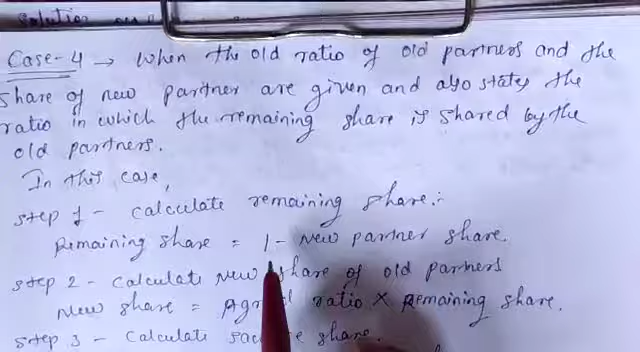 Solution
Case-4 → When the old ratio of old partners and the
share of new partner are given and also states the
ratio in which the remaining share is shared by the
old partners.
In this case,
Step 1 - Calculate remaining share:-
Remaining share = 1 - New partner share.
Step 2 - Calculate New share of old partners
New share = Agreed ratio × Remaining share.
Step 3 - Calculate share.